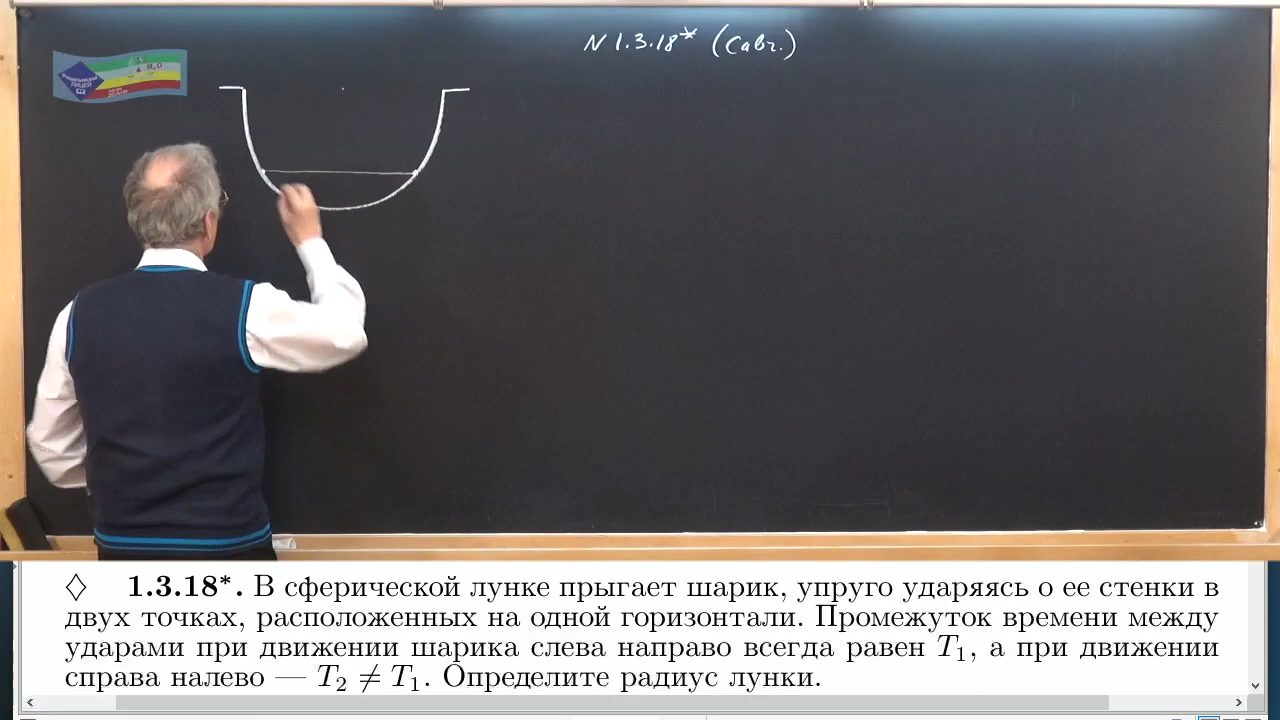 N 1.3.18* (Савч.)
♢ 1.3.18*. В сферической лунке прыгает шарик, упруго ударяясь о ее стенки в
двух точках, расположенных на одной горизонтали. Промежуток времени между
ударами при движении шарика слева направо всегда равен T₁, а при движении
справа налево — T₂ ≠ T₁. Определите радиус лунки.